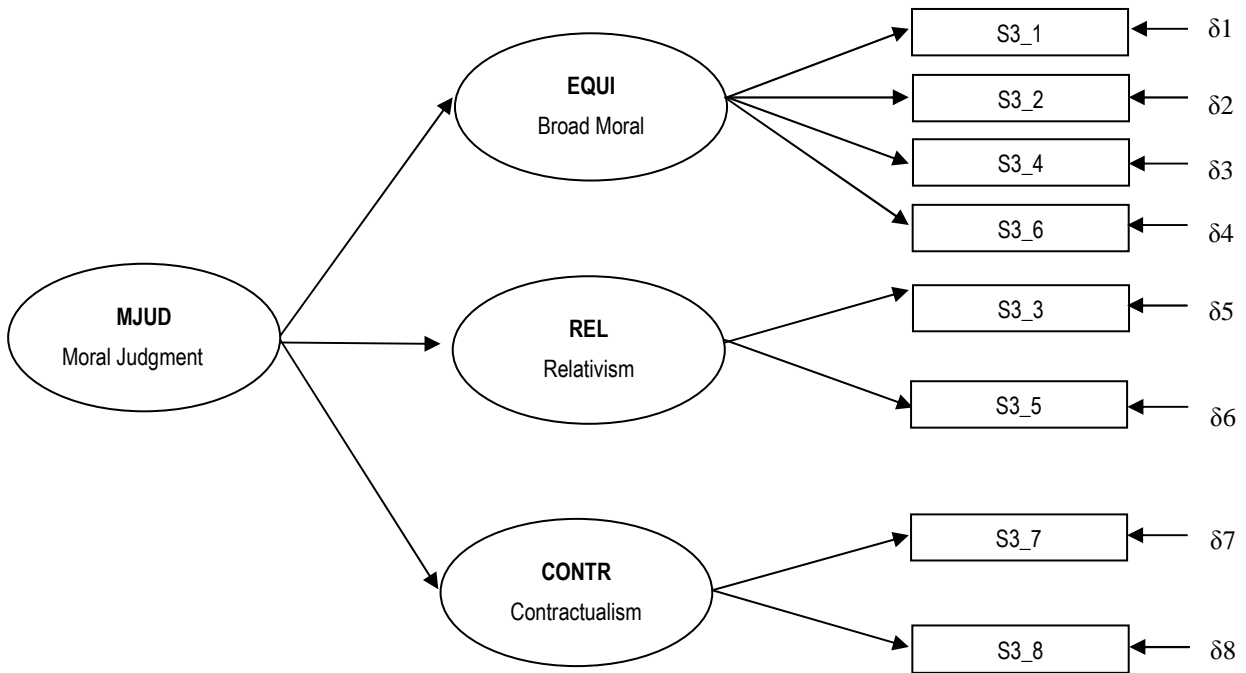 S3_1
δ1
EQUI
Broad Moral
S3_2
δ2
S3_4
δ3
S3_6
δ4
MJUD
Moral Judgment
REL
Relativism
S3_3
δ5
S3_5
δ6
CONTR
Contractualism
S3_7
δ7
S3_8
δ8